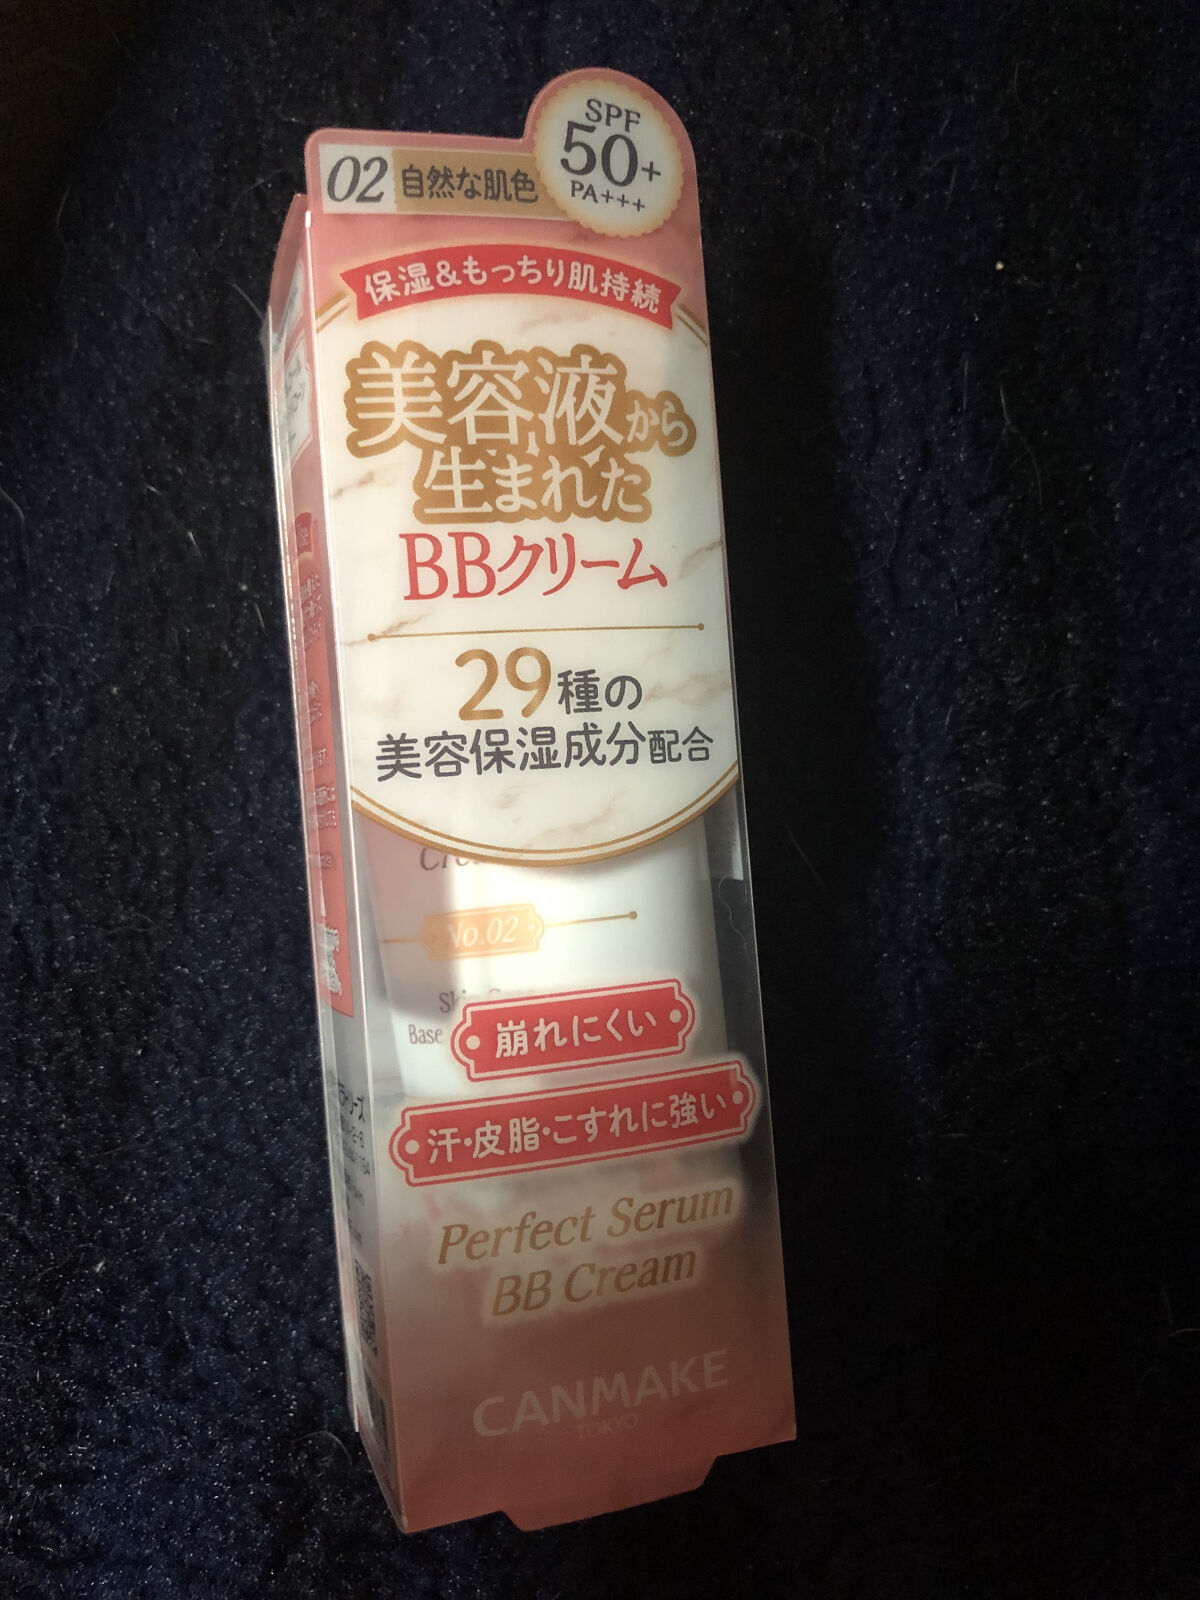 SPF
50+
PA+++
02 自然な肌色
保湿&もっちり肌持続
美容液から
生まれた
BBクリーム
29種の
美容保湿成分配合
No.02
Base
崩れにくい
汗・皮脂・こすれに強い
Perfect Serum
BB Cream
CANMAKE
TOKYO